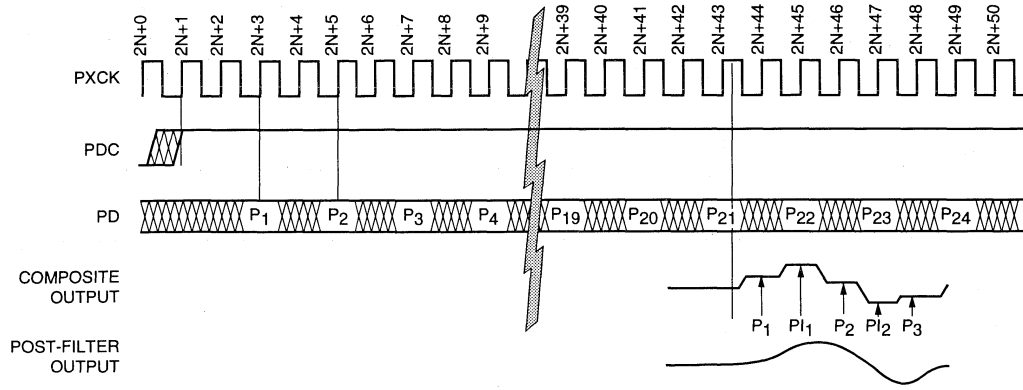 2N+0 2N+1 2N+2 2N+3 2N+4 2N+5 2N+6 2N+7 2N+8 2N+9 2N+39 2N+40 2N+41 2N+42 2N+43 2N+44 2N+45 2N+46 2N+47 2N+48 2N+49 2N+50
PXCK
PDC
PD P1 P2 P3 P4 P19 P20 P21 P22 P23 P24
COMPOSITE
OUTPUT
P1 PI1 P2 PI2 P3
POST-FILTER
OUTPUT